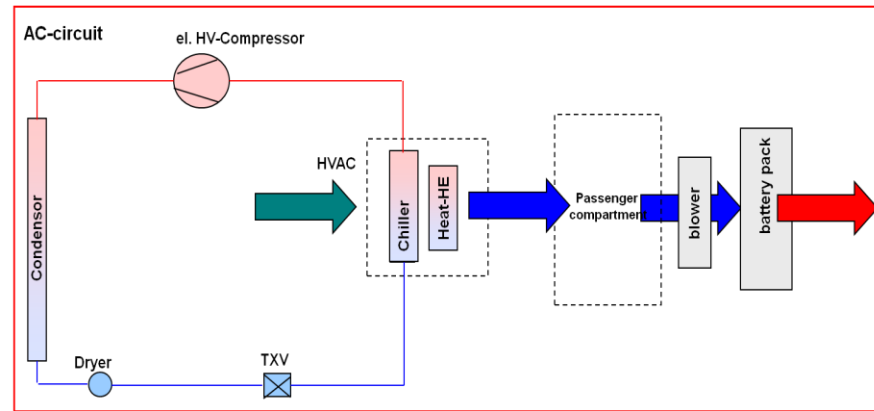 AC-circuit
el. HV-Compressor
HVAC
Condensor
Chiller
Heat-HE
Passenger
compartment
blower
battery pack
Dryer
TXV